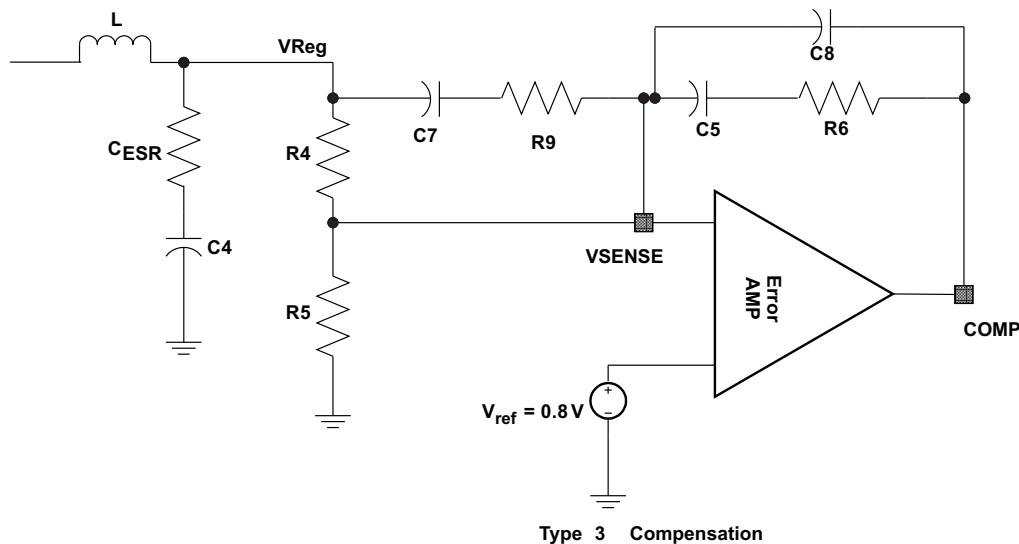 L
VReg
C8
C7
R9
C5
R6
CESR
R4
C4
VSENSE
R5
Error
AMP
COMP
Vref = 0.8 V
+
−
Type 3 Compensation